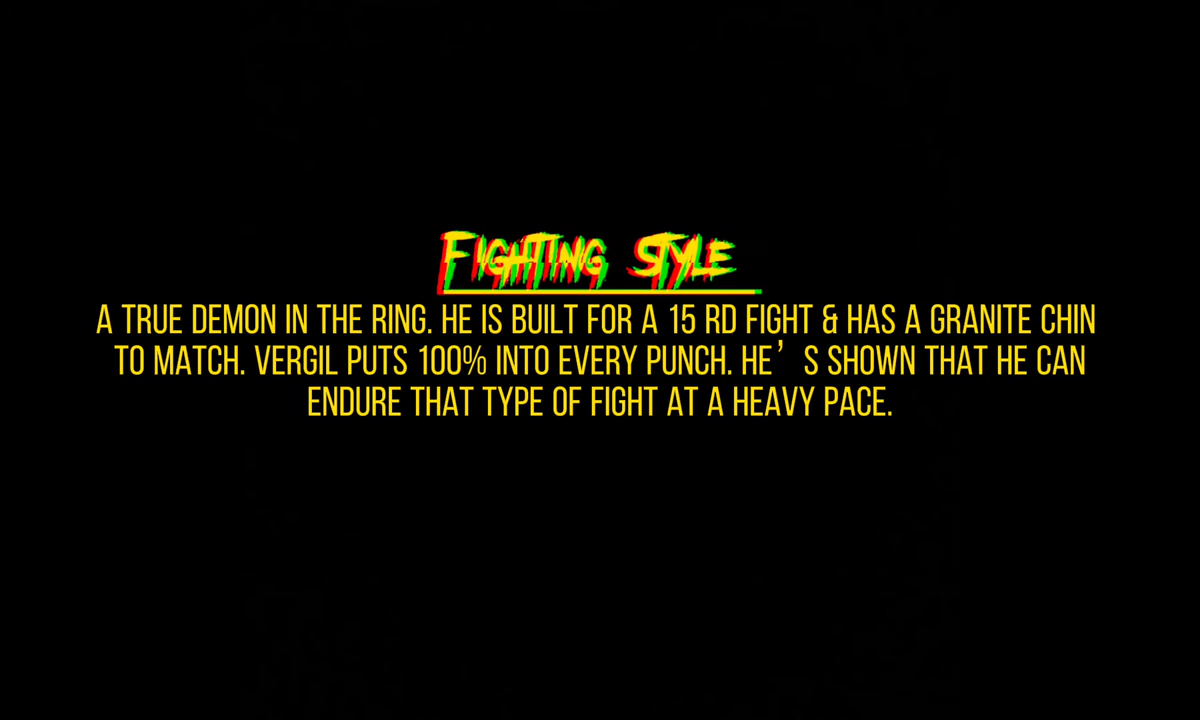 FIGHTING STYLE
A TRUE DEMON IN THE RING. HE IS BUILT FOR A 15 RD FIGHT & HAS A GRANITE CHIN
TO MATCH. VERGIL PUTS 100% INTO EVERY PUNCH. HE’S SHOWN THAT HE CAN
ENDURE THAT TYPE OF FIGHT AT A HEAVY PACE.